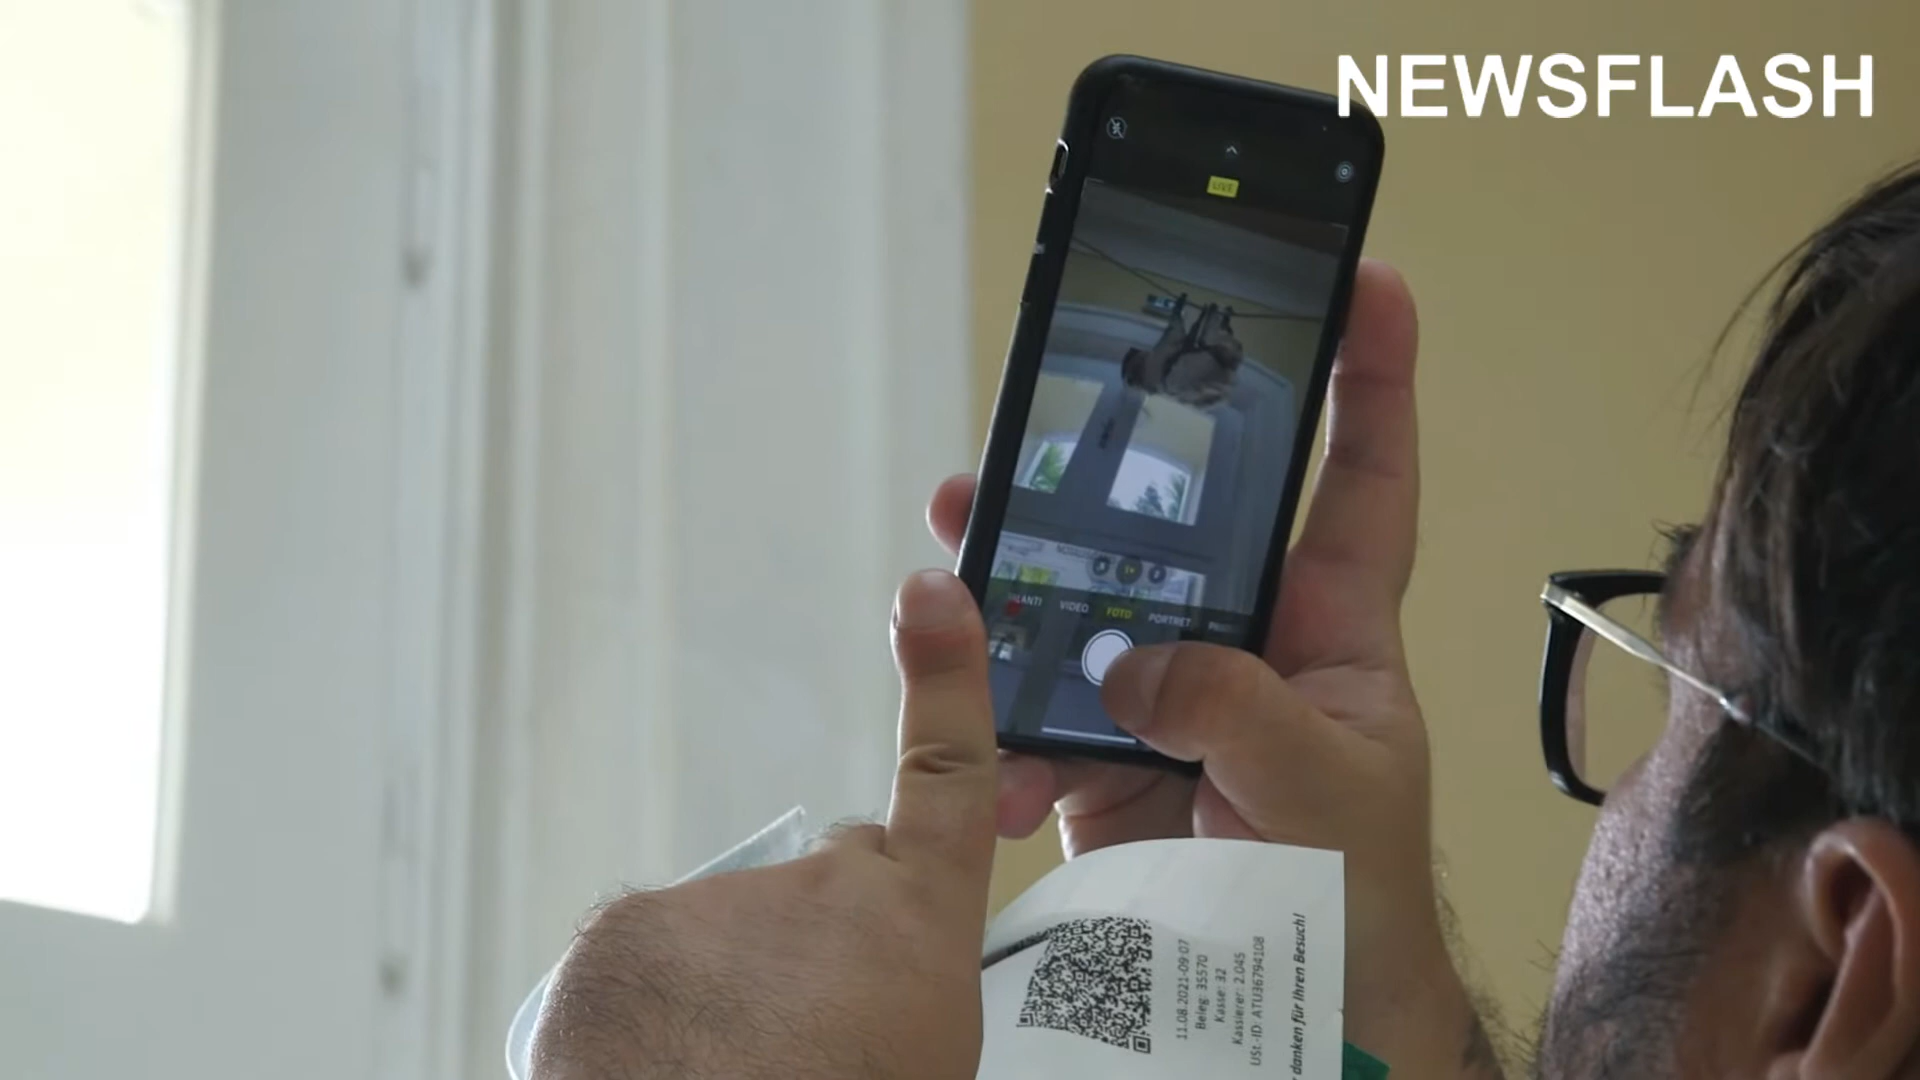 NEWSFLASH
LIVE
VIDEO FOTO PORTRET
11.08.2021-09:07
Beleg: 35570
Kasse: 32
Kassierer: 2.045
USt.-ID: ATU36794108
danken für Ihren Besuch!